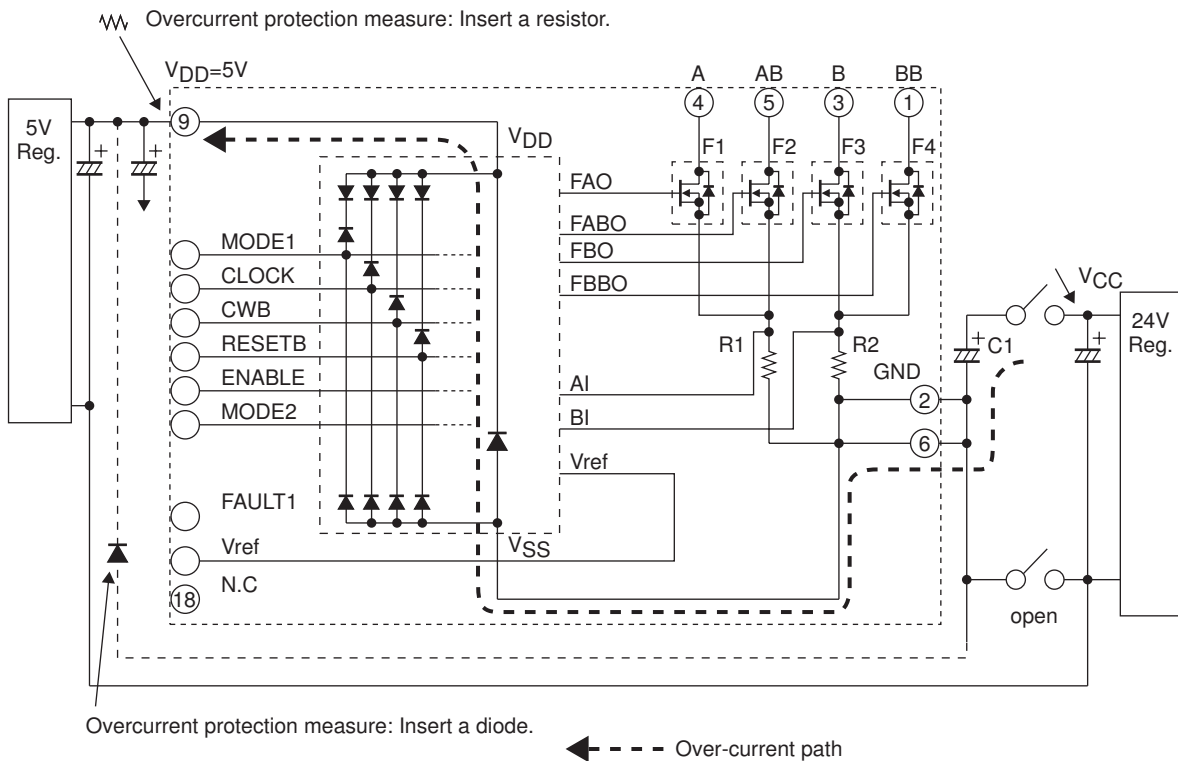 Overcurrent protection measure: Insert a resistor.
VDD=5V
A AB B BB
4 5 3 1
5V
Reg.
+ +
9
VDD
F1 F2 F3 F4
FAO
FABO
FBO
FBBO
MODE1
CLOCK
CWB
RESETB
ENABLE
MODE2
R1 R2
AI
BI
Vref
GND
2
6
C1
+ +
VCC
24V
Reg.
FAULT1
Vref
VSS
N.C
18
open
Overcurrent protection measure: Insert a diode.
Over-current path